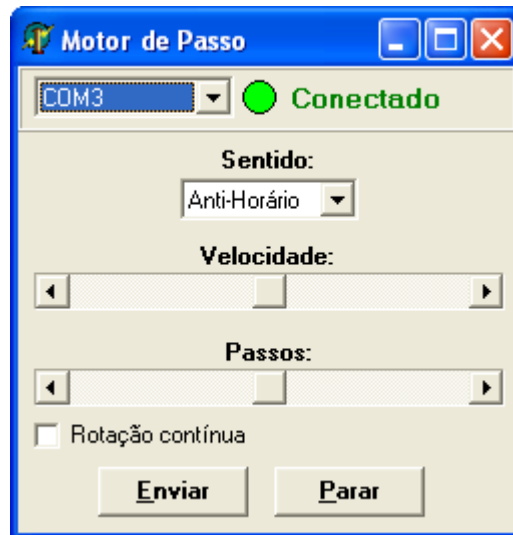 Motor de Passo
COM3 Conectado
Sentido:
Anti-Horário
Velocidade:
Passos:
Rotação contínua
Enviar Parar